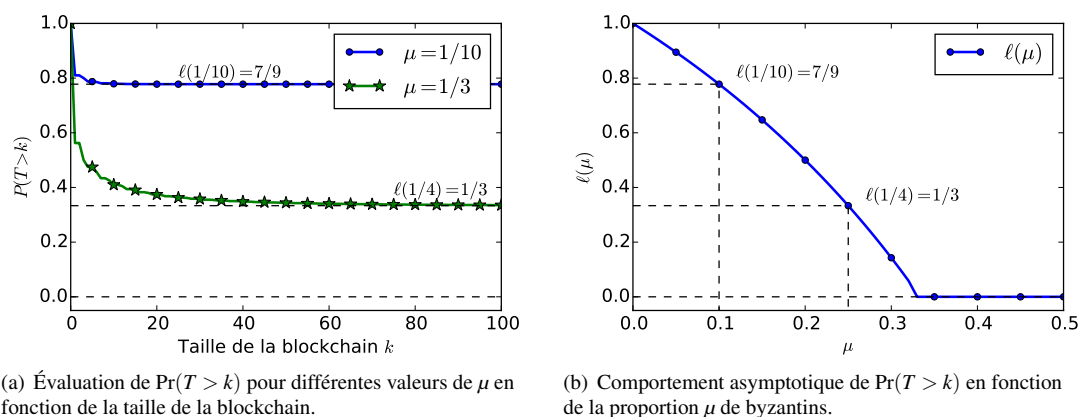 1.0
0.8
0.6
0.4
0.2
0.0
P(T>k)
μ=1/10
μ=1/3
ℓ(1/10)=7/9
ℓ(1/4)=1/3
0 20 40 60 80 100
Taille de la blockchain k
(a) Évaluation de Pr(T > k) pour différentes valeurs de μ en
fonction de la taille de la blockchain.
1.0
0.8
0.6
0.4
0.2
0.0
ℓ(μ)
ℓ(μ)
ℓ(1/10)=7/9
ℓ(1/4)=1/3
0.0 0.1 0.2 0.3 0.4 0.5
μ
(b) Comportement asymptotique de Pr(T > k) en fonction
de la proportion μ de byzantins.